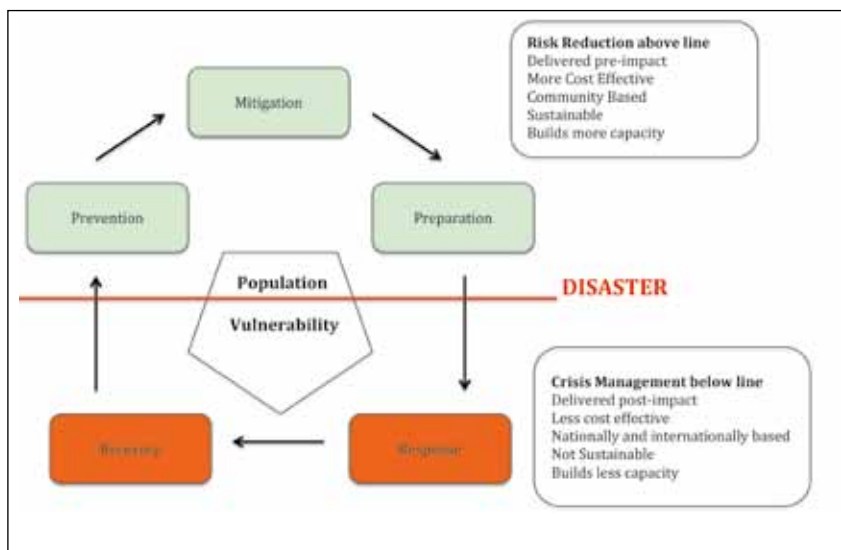 Mitigation
Risk Reduction above line
Delivered pre-impact
More Cost Effective
Community Based
Sustainable
Builds more capacity
Prevention
Preparation
Population
Vulnerability
DISASTER
Crisis Management below line
Delivered post-impact
Less cost effective
Nationally and internationally based
Not Sustainable
Builds less capacity
Recovery
Response